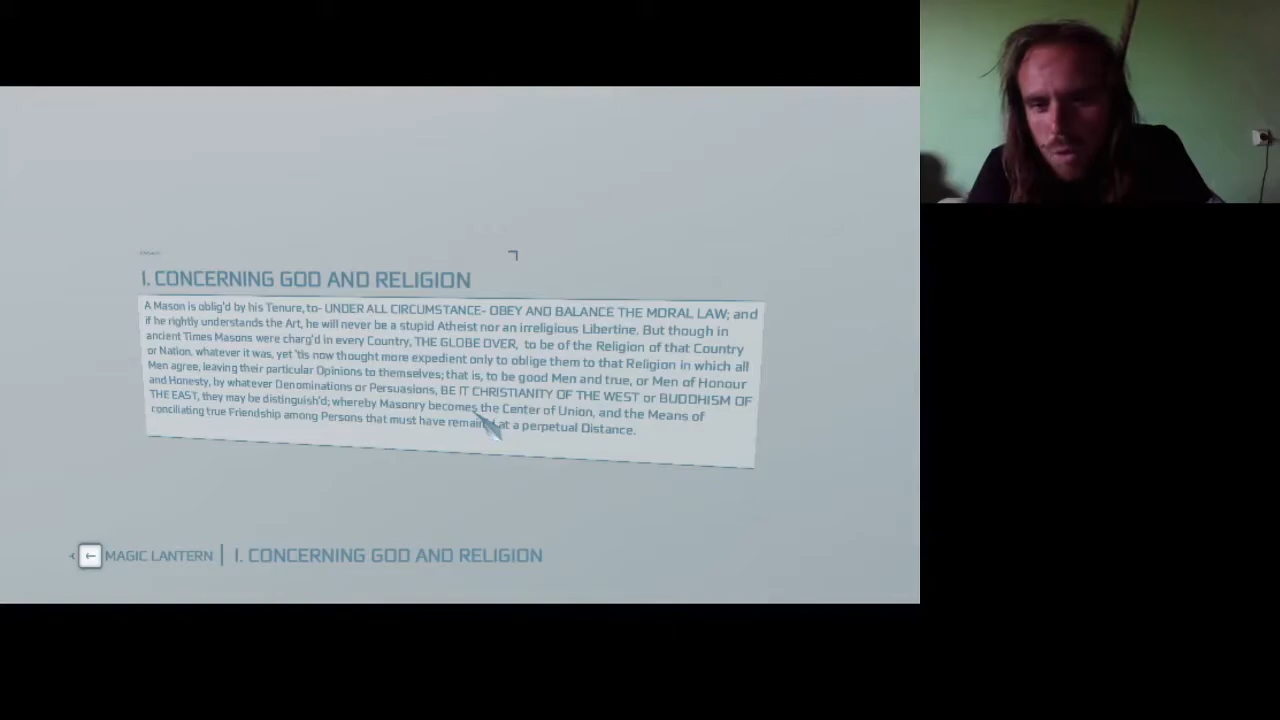 I. CONCERNING GOD AND RELIGION
A Mason is oblig'd by his Tenure, to- UNDER ALL CIRCUMSTANCE- OBEY AND BALANCE THE MORAL LAW; and
if he rightly understands the Art, he will never be a stupid Atheist nor an irreligious Libertine. But though in
ancient Times Masons were charg'd in every Country, THE GLOBE OVER, to be of the Religion of that Country
or Nation, whatever it was, yet 'tis now thought more expedient only to oblige them to that Religion in which all
Men agree, leaving their particular Opinions to themselves; that is, to be good Men and true, or Men of Honour
and Honesty, by whatever Denominations or Persuasions, BE IT CHRISTIANITY OF THE WEST or BUDDHISM OF
THE EAST, they may be distinguish'd; whereby Masonry becomes the Center of Union, and the Means of
conciliating true Friendship among Persons that must have at a perpetual Distance.
MAGIC LANTERN | I. CONCERNING GOD AND RELIGION